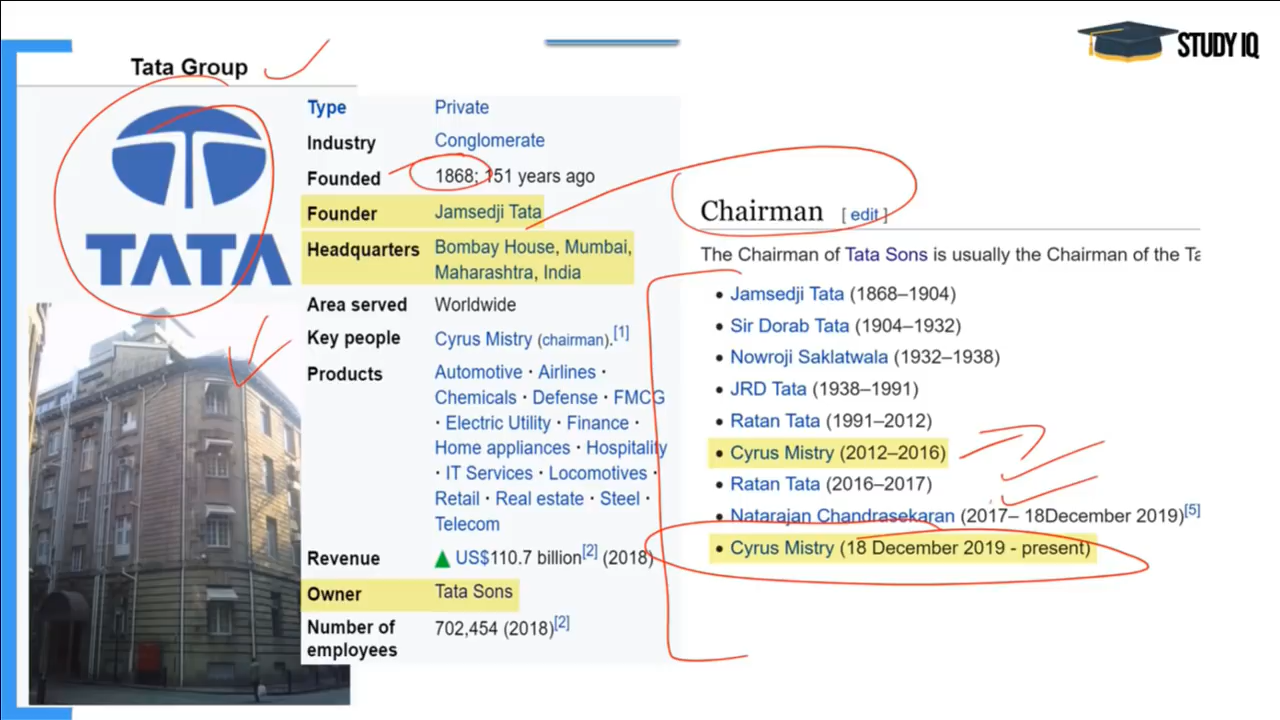 STUDY IQ
Tata Group
TATA
Type Private
Industry Conglomerate
Founded 1868; 151 years ago
Founder Jamsedji Tata
Headquarters Bombay House, Mumbai,
Maharashtra, India
Area served Worldwide
Key people Cyrus Mistry (chairman).[1]
Products Automotive · Airlines ·
Chemicals · Defense · FMCG
· Electric Utility · Finance ·
Home appliances · Hospitality
· IT Services · Locomotives ·
Retail · Real estate · Steel ·
Telecom
Revenue US$110.7 billion[2] (2018)
Owner Tata Sons
Number of employees 702,454 (2018)[2]
Chairman [ edit ]
The Chairman of Tata Sons is usually the Chairman of the Ta
• Jamsedji Tata (1868–1904)
• Sir Dorab Tata (1904–1932)
• Nowroji Saklatwala (1932–1938)
• JRD Tata (1938–1991)
• Ratan Tata (1991–2012)
• Cyrus Mistry (2012–2016)
• Ratan Tata (2016–2017)
• Natarajan Chandrasekaran (2017– 18December 2019)[5]
• Cyrus Mistry (18 December 2019 - present)